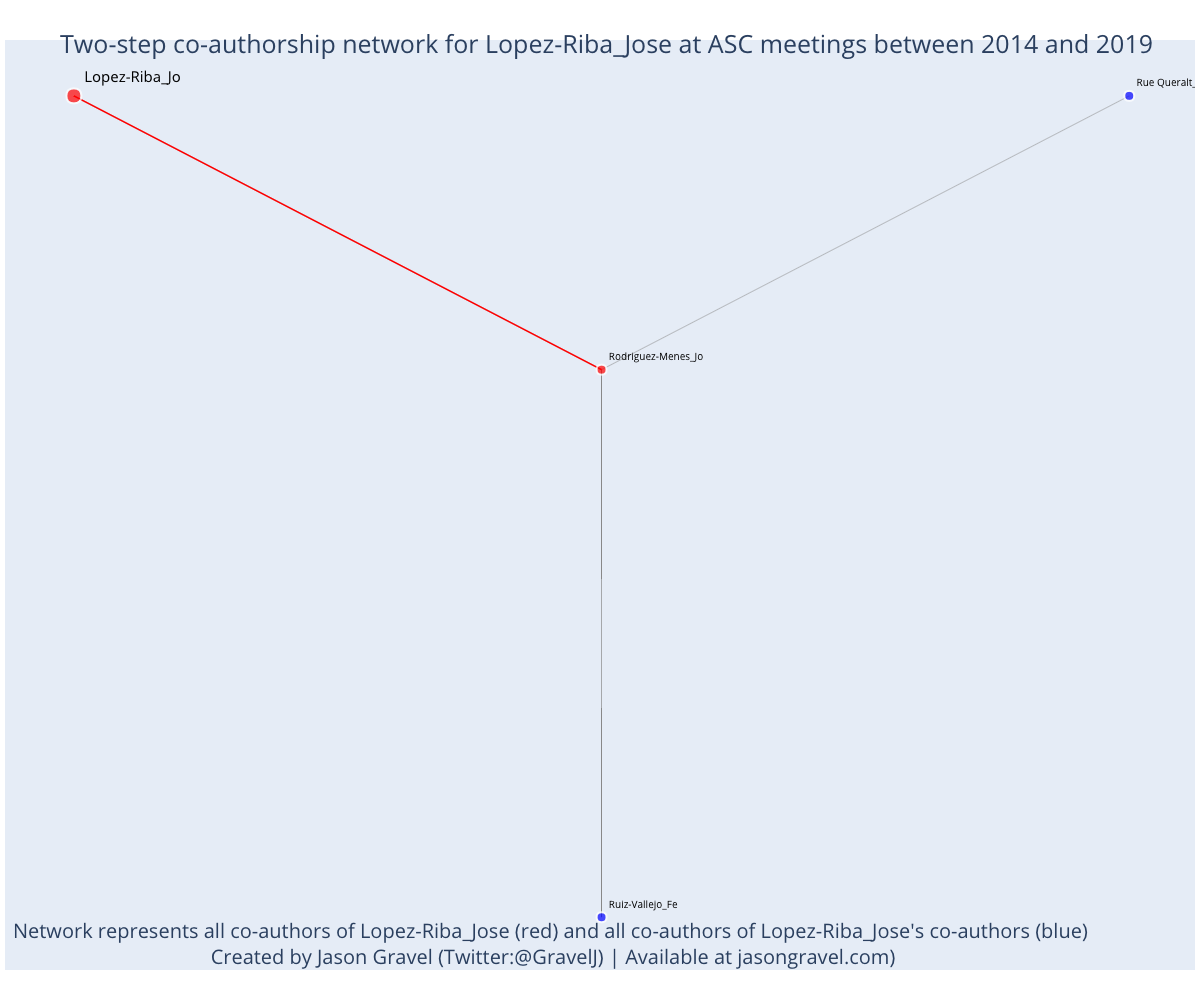 Two-step co-authorship network for Lopez-Riba_Jose at ASC meetings between 2014 and 2019
Lopez-Riba_Jo
Rue Queralt_
Rodriguez-Menes_Jo
Ruiz-Vallejo_Fe
Network represents all co-authors of Lopez-Riba_Jose (red) and all co-authors of Lopez-Riba_Jose's co-authors (blue)
Created by Jason Gravel (Twitter:@GravelJ) | Available at jasongravel.com)